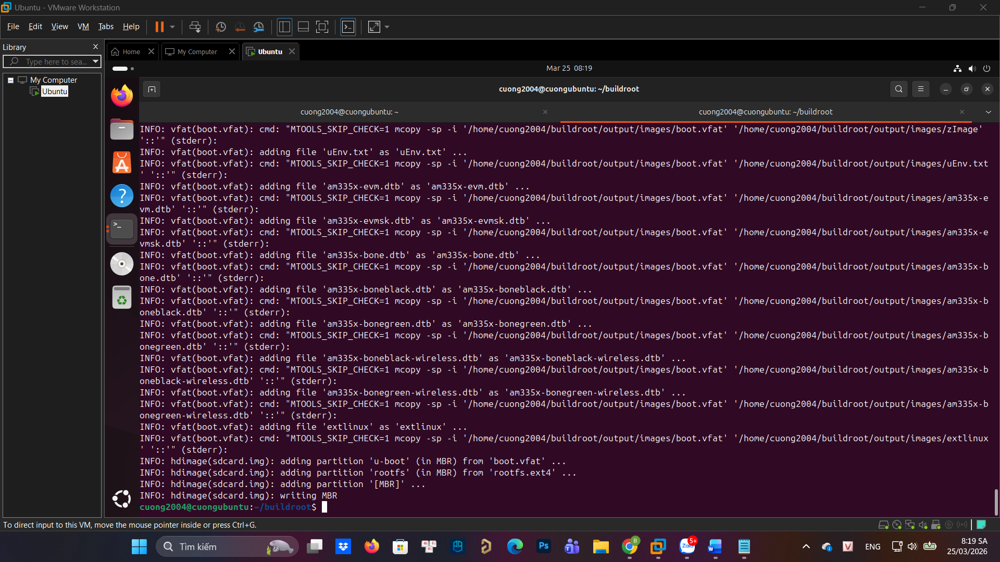 Ubuntu - VMware Workstation
File Edit View VM Tabs Help
Library
Type here to sea...
My Computer
Ubuntu
Home
My Computer
Ubuntu
Mar 25 08:19
cuong2004@cuongubuntu: ~/buildroot
cuong2004@cuongubuntu: ~
cuong2004@cuongubuntu: ~/buildroot
INFO: vfat(boot.vfat): cmd: "MTOOLS_SKIP_CHECK=1 mcopy -sp -i '/home/cuong2004/buildroot/output/images/boot.vfat' '/home/cuong2004/buildroot/output/images/zImage'
'::'" (stderr):
INFO: vfat(boot.vfat): adding file 'uEnv.txt' as 'uEnv.txt' ...
INFO: vfat(boot.vfat): cmd: "MTOOLS_SKIP_CHECK=1 mcopy -sp -i '/home/cuong2004/buildroot/output/images/boot.vfat' '/home/cuong2004/buildroot/output/images/uEnv.txt
' '::'" (stderr):
INFO: vfat(boot.vfat): adding file 'am335x-evm.dtb' as 'am335x-evm.dtb' ...
INFO: vfat(boot.vfat): cmd: "MTOOLS_SKIP_CHECK=1 mcopy -sp -i '/home/cuong2004/buildroot/output/images/boot.vfat' '/home/cuong2004/buildroot/output/images/am335x-e
vm.dtb' '::'" (stderr):
INFO: vfat(boot.vfat): adding file 'am335x-evmsk.dtb' as 'am335x-evmsk.dtb' ...
INFO: vfat(boot.vfat): cmd: "MTOOLS_SKIP_CHECK=1 mcopy -sp -i '/home/cuong2004/buildroot/output/images/boot.vfat' '/home/cuong2004/buildroot/output/images/am335x-e
vmsk.dtb' '::'" (stderr):
INFO: vfat(boot.vfat): adding file 'am335x-bone.dtb' as 'am335x-bone.dtb' ...
INFO: vfat(boot.vfat): cmd: "MTOOLS_SKIP_CHECK=1 mcopy -sp -i '/home/cuong2004/buildroot/output/images/boot.vfat' '/home/cuong2004/buildroot/output/images/am335x-b
one.dtb' '::'" (stderr):
INFO: vfat(boot.vfat): adding file 'am335x-boneblack.dtb' as 'am335x-boneblack.dtb' ...
INFO: vfat(boot.vfat): cmd: "MTOOLS_SKIP_CHECK=1 mcopy -sp -i '/home/cuong2004/buildroot/output/images/boot.vfat' '/home/cuong2004/buildroot/output/images/am335x-b
oneblack.dtb' '::'" (stderr):
INFO: vfat(boot.vfat): adding file 'am335x-bonegreen.dtb' as 'am335x-bonegreen.dtb' ...
INFO: vfat(boot.vfat): cmd: "MTOOLS_SKIP_CHECK=1 mcopy -sp -i '/home/cuong2004/buildroot/output/images/boot.vfat' '/home/cuong2004/buildroot/output/images/am335x-b
onegreen.dtb' '::'" (stderr):
INFO: vfat(boot.vfat): adding file 'am335x-boneblack-wireless.dtb' as 'am335x-boneblack-wireless.dtb' ...
INFO: vfat(boot.vfat): cmd: "MTOOLS_SKIP_CHECK=1 mcopy -sp -i '/home/cuong2004/buildroot/output/images/boot.vfat' '/home/cuong2004/buildroot/output/images/am335x-b
oneblack-wireless.dtb' '::'" (stderr):
INFO: vfat(boot.vfat): adding file 'am335x-bonegreen-wireless.dtb' as 'am335x-bonegreen-wireless.dtb' ...
INFO: vfat(boot.vfat): cmd: "MTOOLS_SKIP_CHECK=1 mcopy -sp -i '/home/cuong2004/buildroot/output/images/boot.vfat' '/home/cuong2004/buildroot/output/images/am335x-b
onegreen-wireless.dtb' '::'" (stderr):
INFO: vfat(boot.vfat): adding file 'extlinux' as 'extlinux' ...
INFO: vfat(boot.vfat): cmd: "MTOOLS_SKIP_CHECK=1 mcopy -sp -i '/home/cuong2004/buildroot/output/images/boot.vfat' '/home/cuong2004/buildroot/output/images/extlinux
' '::'" (stderr):
INFO: hdimage(sdcard.img): adding partition 'u-boot' (in MBR) from 'boot.vfat' ...
INFO: hdimage(sdcard.img): adding partition 'rootfs' (in MBR) from 'rootfs.ext4' ...
INFO: hdimage(sdcard.img): adding partition '[MBR]' ...
INFO: hdimage(sdcard.img): writing MBR
cuong2004@cuongubuntu:~/buildroot$
To direct input to this VM, move the mouse pointer inside or press Ctrl+G.
Tìm kiếm
Ps
Zalo
5+
ENG
8:19 SA
25/03/2026